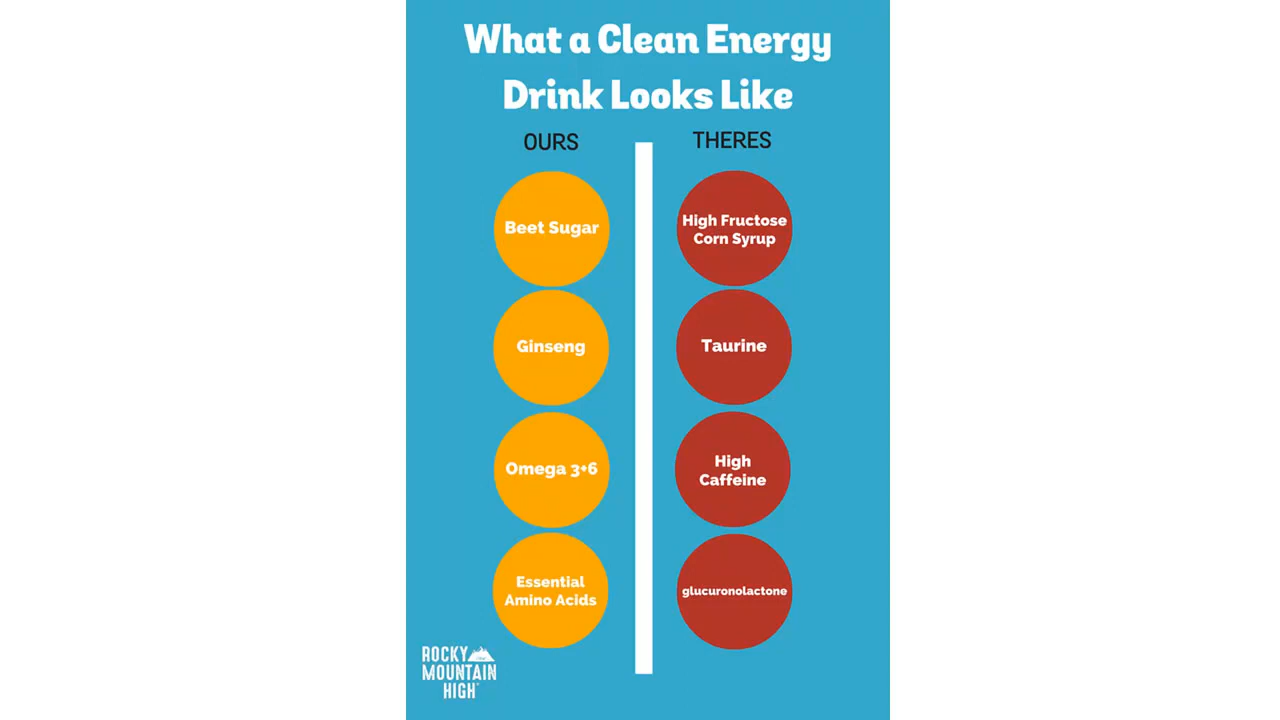 What a Clean Energy
Drink Looks Like
OURS
THERES
Beet Sugar
High Fructose
Corn Syrup
Ginseng
Taurine
Omega 3+6
High
Caffeine
Essential
Amino Acids
glucuronolactone
ROCKY
MOUNTAIN
HIGH